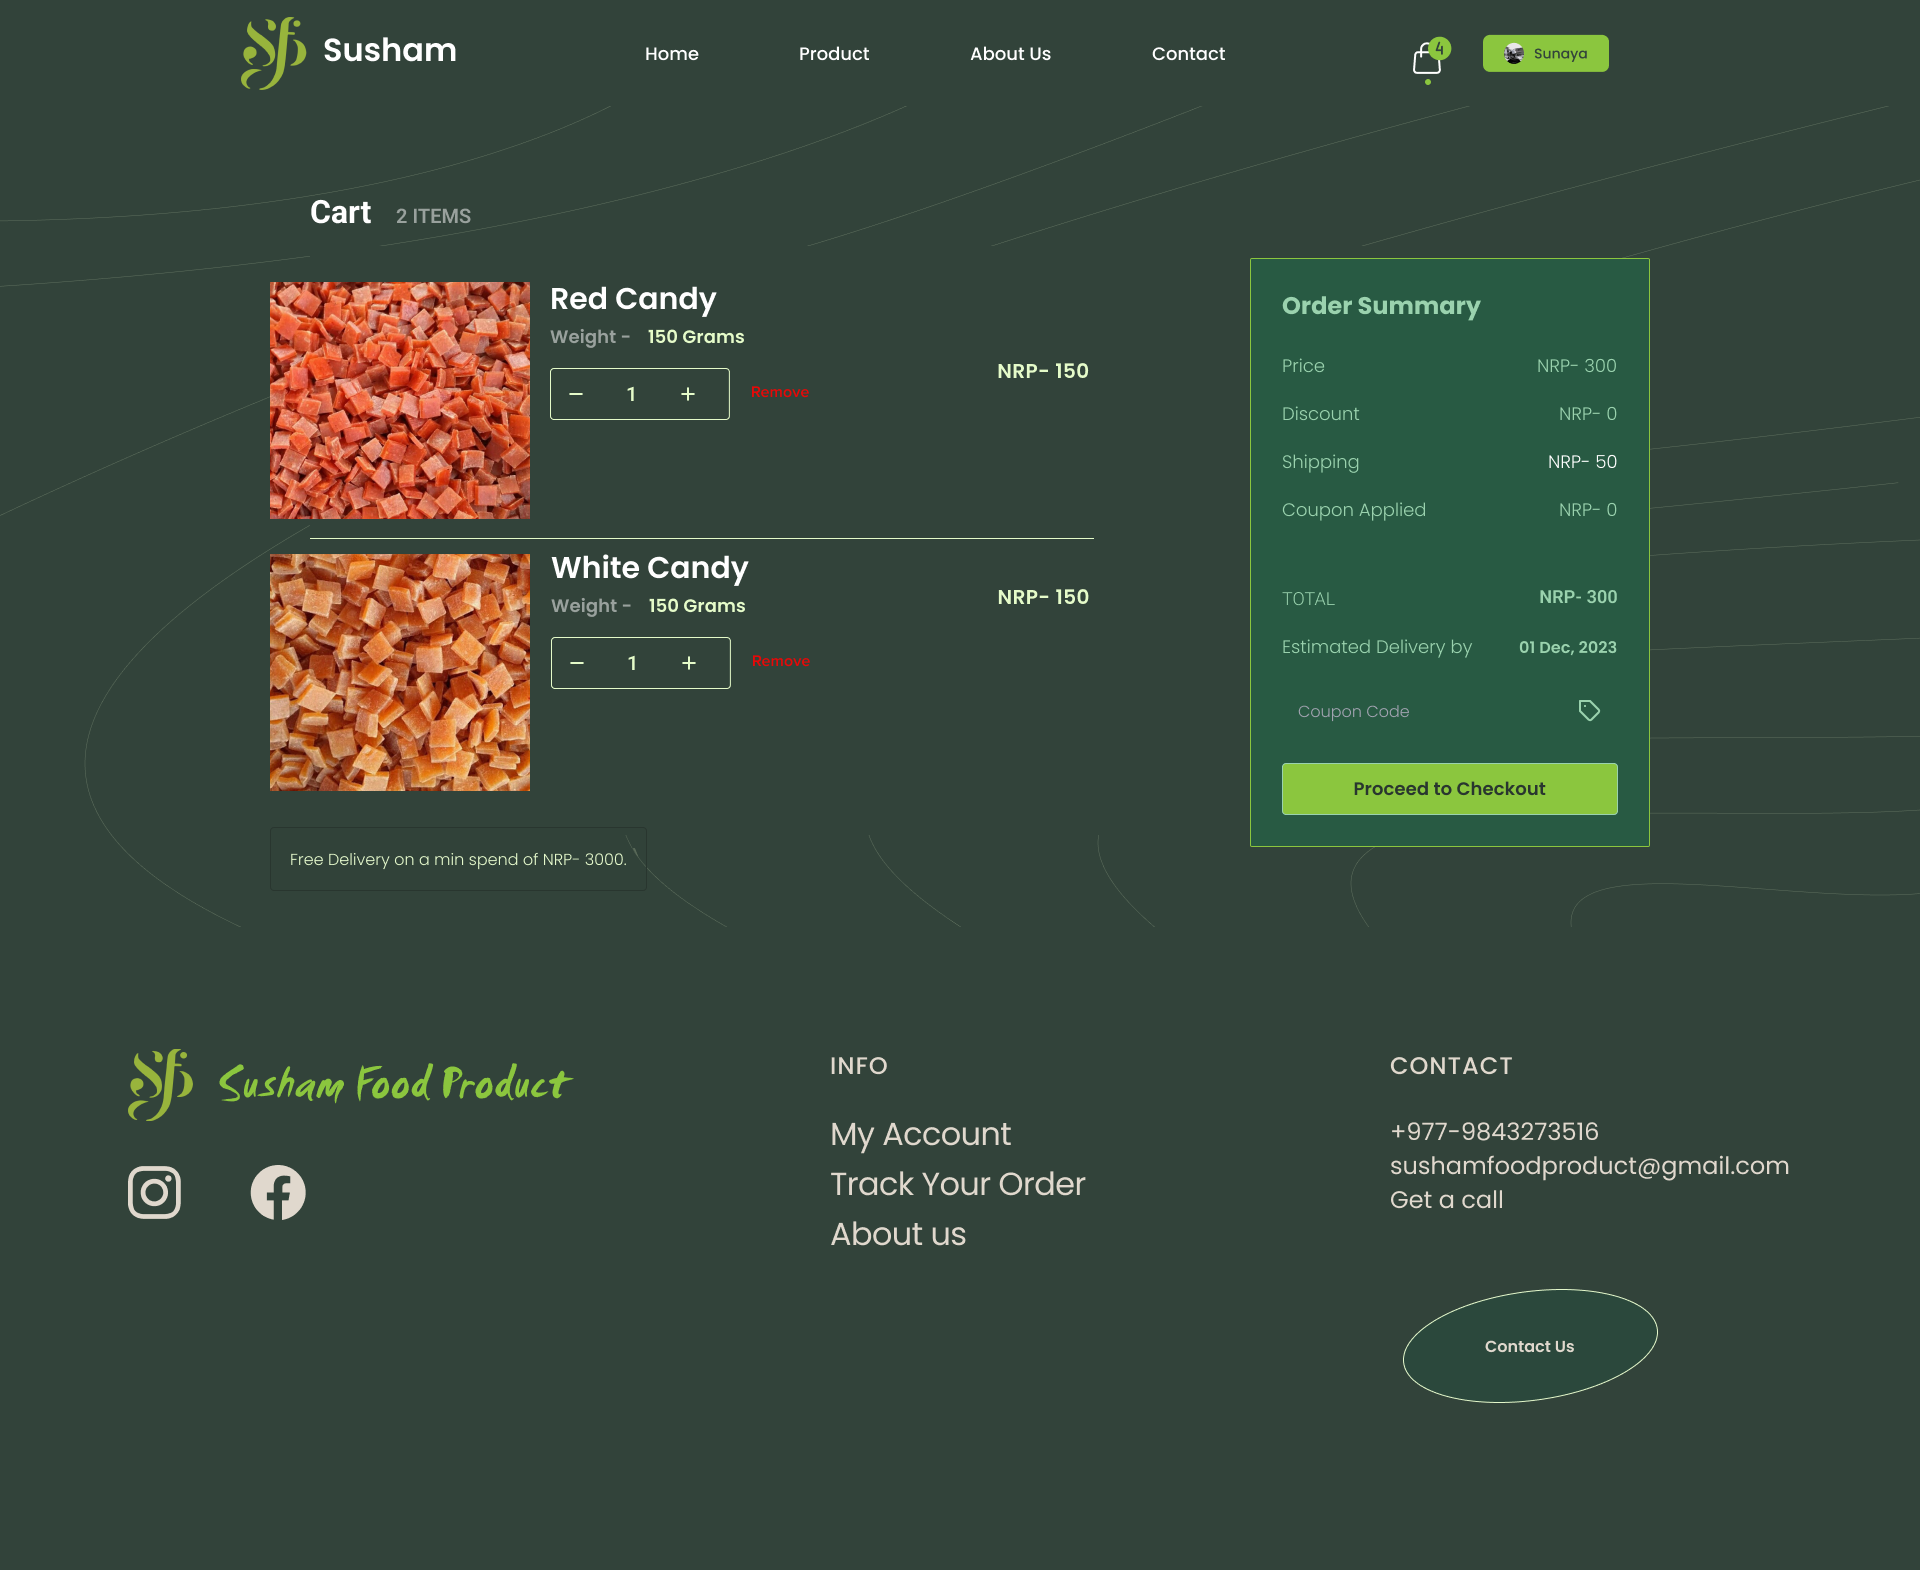 Susham
Home
Product
About Us
Contact
4
Sunaya
Cart
2 ITEMS
Red Candy
Weight - 150 Grams
− 1 +
Remove
NRP- 150
White Candy
Weight - 150 Grams
− 1 +
Remove
NRP- 150
Free Delivery on a min spend of NRP- 3000.
Order Summary
Price NRP- 300
Discount NRP- 0
Shipping NRP- 50
Coupon Applied NRP- 0
TOTAL NRP- 300
Estimated Delivery by 01 Dec, 2023
Coupon Code
Proceed to Checkout
Susham Food Product
INFO
My Account
Track Your Order
About us
CONTACT
+977-9843273516
sushamfoodproduct@gmail.com
Get a call
Contact Us